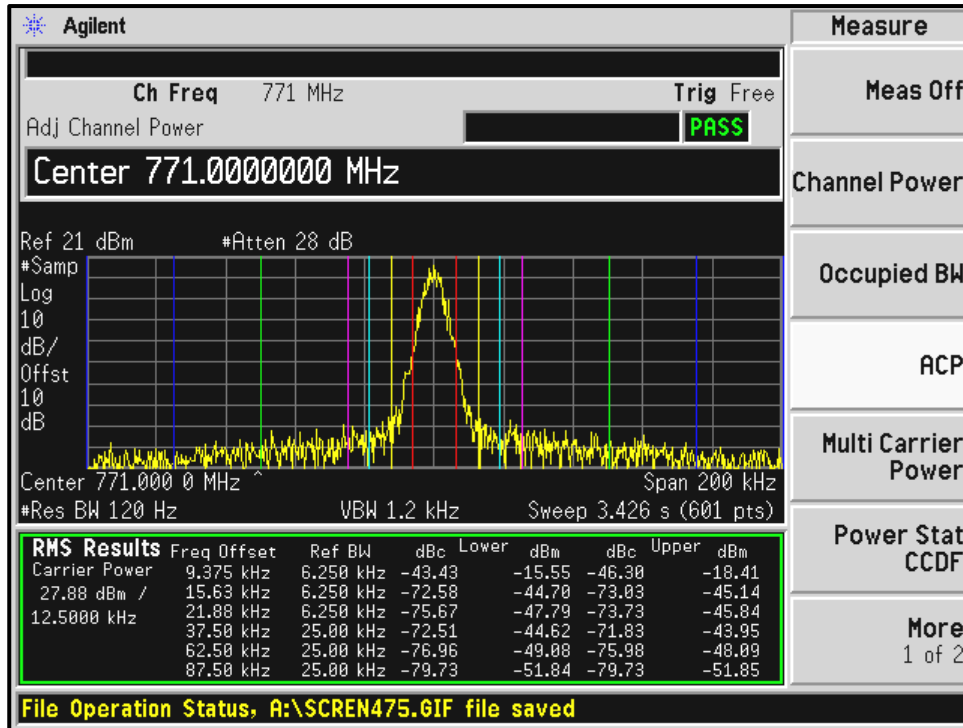 Agilent
Measure
Ch Freq 771 MHz Trig Free
Adj Channel Power PASS
Center 771.0000000 MHz
Ref 21 dBm #Atten 28 dB
#Samp
Log
10
dB/
Offst
10
dB
Center 771.000 0 MHz ^ Span 200 kHz
#Res BW 120 Hz VBW 1.2 kHz Sweep 3.426 s (601 pts)
RMS Results Freq Offset Ref BW dBc Lower dBm dBc Upper dBm
Carrier Power 9.375 kHz 6.250 kHz -43.43 -15.55 -46.30 -18.41
27.88 dBm / 15.63 kHz 6.250 kHz -72.58 -44.70 -73.03 -45.14
12.5000 kHz 21.88 kHz 6.250 kHz -75.67 -47.79 -73.73 -45.84
37.50 kHz 25.00 kHz -72.51 -44.62 -71.83 -43.95
62.50 kHz 25.00 kHz -76.96 -49.08 -75.98 -48.09
87.50 kHz 25.00 kHz -79.73 -51.84 -79.73 -51.85
File Operation Status, A:\SCREN475.GIF file saved
Meas Off
Channel Power
Occupied BW
ACP
Multi Carrier
Power
Power Stat
CCDF
More
1 of 2